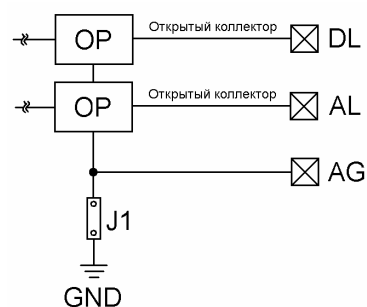 OP Открытый коллектор DL
OP Открытый коллектор AL
AG
J1
GND